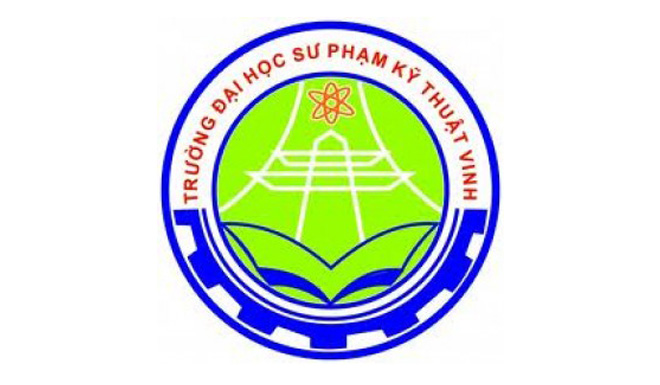 TRƯỜNG ĐẠI HỌC SƯ PHẠM KỸ THUẬT VINH